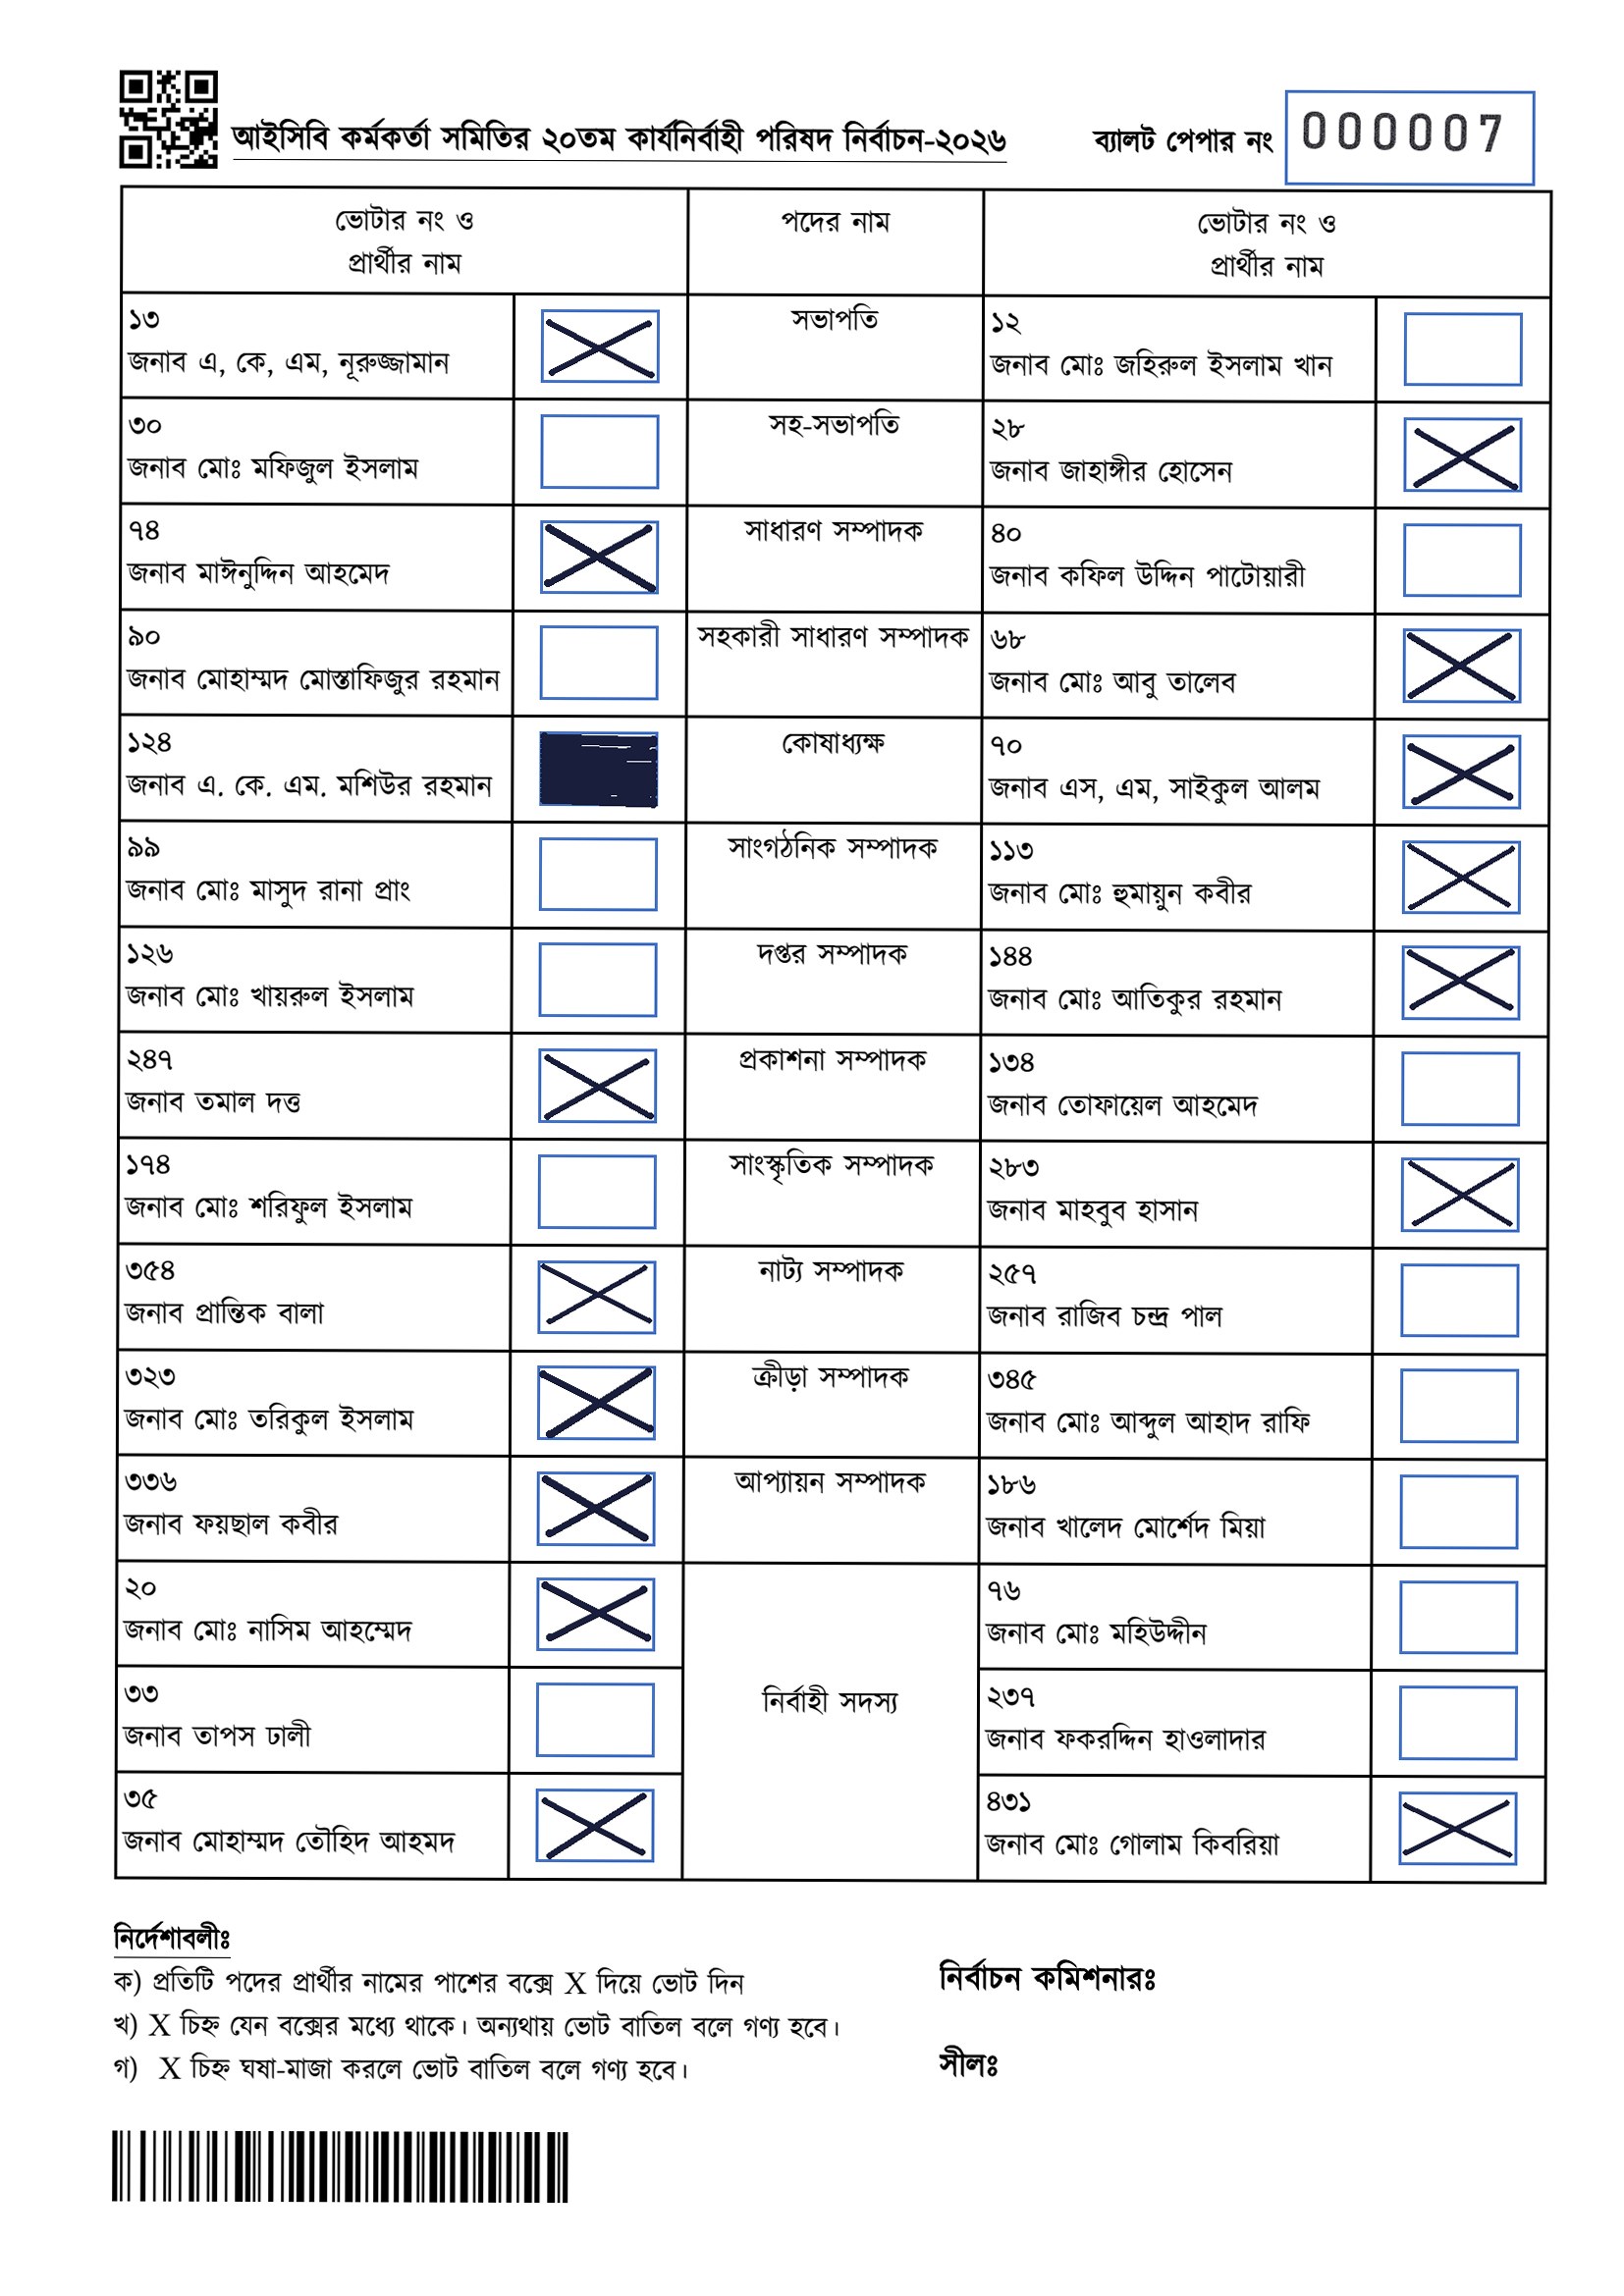 আইসিবি কর্মকর্তা সমিতির ২০তম কার্যনির্বাহী পরিষদ নির্বাচন-২০২৬ ব্যালট পেপার নং 000007
ভোটার নং ও প্রার্থীর নাম পদের নাম ভোটার নং ও প্রার্থীর নাম
১৩ সভাপতি ১২
জনাব এ, কে, এম, নূরুজ্জামান জনাব মোঃ জহিরুল ইসলাম খান
৩০ সহ-সভাপতি ২৮
জনাব মোঃ মফিজুল ইসলাম জনাব জাহাঙ্গীর হোসেন
৭৪ সাধারণ সম্পাদক ৪০
জনাব মাঈনুদ্দিন আহমেদ জনাব কফিল উদ্দিন পাটোয়ারী
৯০ সহকারী সাধারণ সম্পাদক ৬৮
জনাব মোহাম্মদ মোস্তাফিজুর রহমান জনাব মোঃ আবু তালেব
১২৪ কোষাধ্যক্ষ ৭০
জনাব এ. কে. এম. মশিউর রহমান জনাব এস, এম, সাইকুল আলম
৯৯ সাংগঠনিক সম্পাদক ১১৩
জনাব মোঃ মাসুদ রানা প্রাং জনাব মোঃ হুমায়ুন কবীর
১২৬ দপ্তর সম্পাদক ১৪৪
জনাব মোঃ খায়রুল ইসলাম জনাব মোঃ আতিকুর রহমান
২৪৭ প্রকাশনা সম্পাদক ১৩৪
জনাব তমাল দত্ত জনাব তোফায়েল আহমেদ
১৭৪ সাংস্কৃতিক সম্পাদক ২৮৩
জনাব মোঃ শরিফুল ইসলাম জনাব মাহবুব হাসান
৩৫৪ নাট্য সম্পাদক ২৫৭
জনাব প্রান্তিক বালা জনাব রাজিব চন্দ্র পাল
৩২৩ ক্রীড়া সম্পাদক ৩৪৫
জনাব মোঃ তরিকুল ইসলাম জনাব মোঃ আব্দুল আহাদ রাফি
৩৩৬ আপ্যায়ন সম্পাদক ১৮৬
জনাব ফয়ছাল কবীর জনাব খালেদ মোর্শেদ মিয়া
২০ ৭৬
জনাব মোঃ নাসিম আহম্মেদ জনাব মোঃ মহিউদ্দীন
৩৩ নির্বাহী সদস্য ২৩৭
জনাব তাপস ঢালী জনাব ফকরদ্দিন হাওলাদার
৩৫ ৪৩১
জনাব মোহাম্মদ তৌহিদ আহমদ জনাব মোঃ গোলাম কিবরিয়া
নির্দেশাবলীঃ
ক) প্রতিটি পদের প্রার্থীর নামের পাশের বক্সে X দিয়ে ভোট দিন
নির্বাচন কমিশনারঃ
খ) X চিহ্ন যেন বক্সের মধ্যে থাকে। অন্যথায় ভোট বাতিল বলে গণ্য হবে।
গ) X চিহ্ন ঘষা-মাজা করলে ভোট বাতিল বলে গণ্য হবে।
সীলঃ